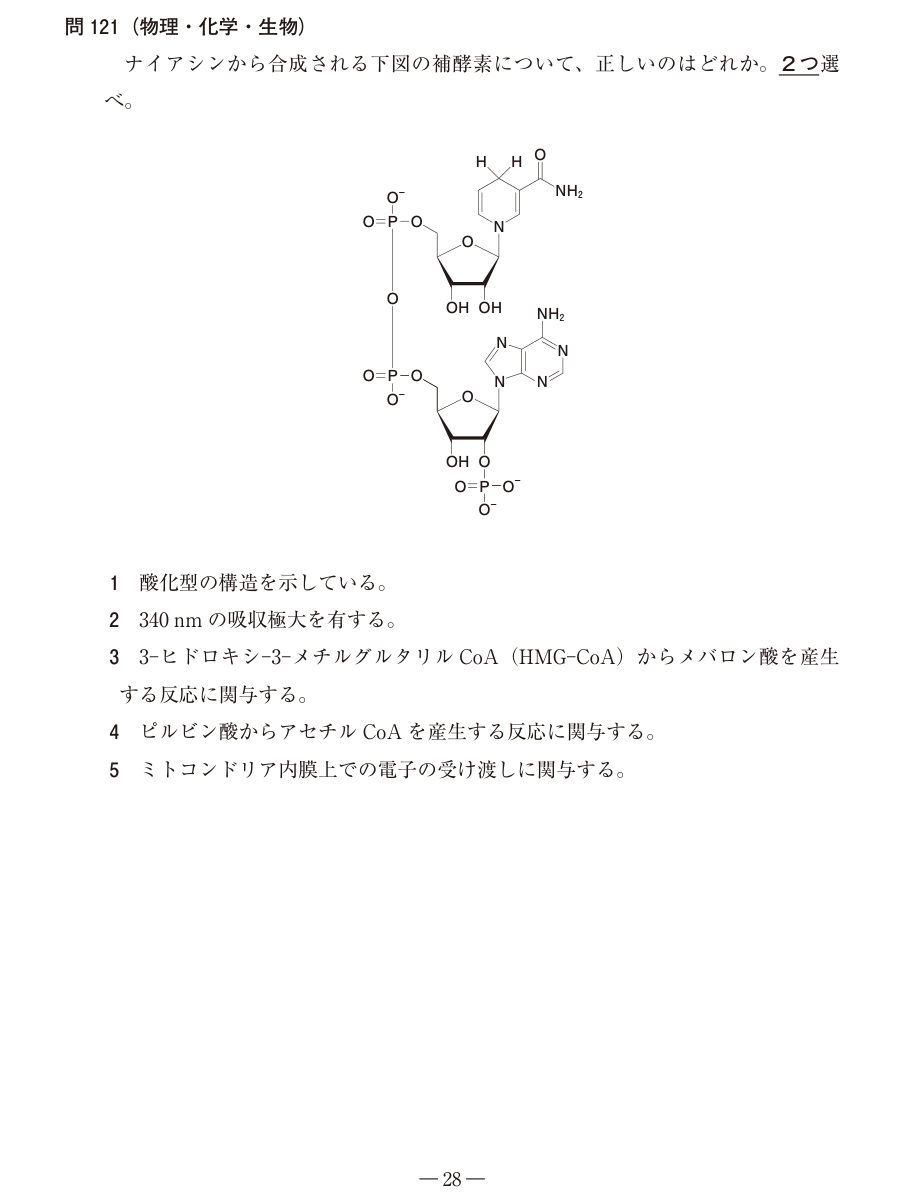 問 121（物理・化学・生物）
ナイアシンから合成される下図の補酵素について、正しいのはどれか。２つ選
べ。
H H O
NH₂
O⁻
O=P−O
N
O
O
OH OH
NH₂
N
N
O⁻
O=P−O
N
N
O
OH O
O=P−O⁻
O⁻
1 酸化型の構造を示している。
2 340 nm の吸収極大を有する。
3 3-ヒドロキシ-3-メチルグルタリル CoA（HMG-CoA）からメバロン酸を産生
する反応に関与する。
4 ピルビン酸からアセチル CoA を産生する反応に関与する。
5 ミトコンドリア内膜上での電子の受け渡しに関与する。
— 28 —